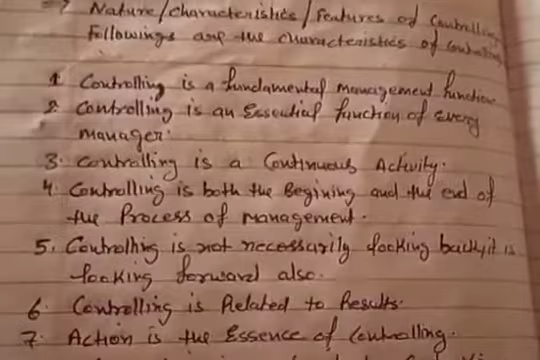 => Nature/Characteristics/Features of Controlling
Followings are the characteristics of Controlling
1. Controlling is a fundamental management function
2. Controlling is an Essential function of every
manager.
3. Controlling is a Continuous Activity.
4. Controlling is both the Begining and the end of
the Process of management.
5. Controlling is not necessarily looking back, it is
looking forward also.
6. Controlling is Related to Results.
7. Action is the Essence of Controlling.